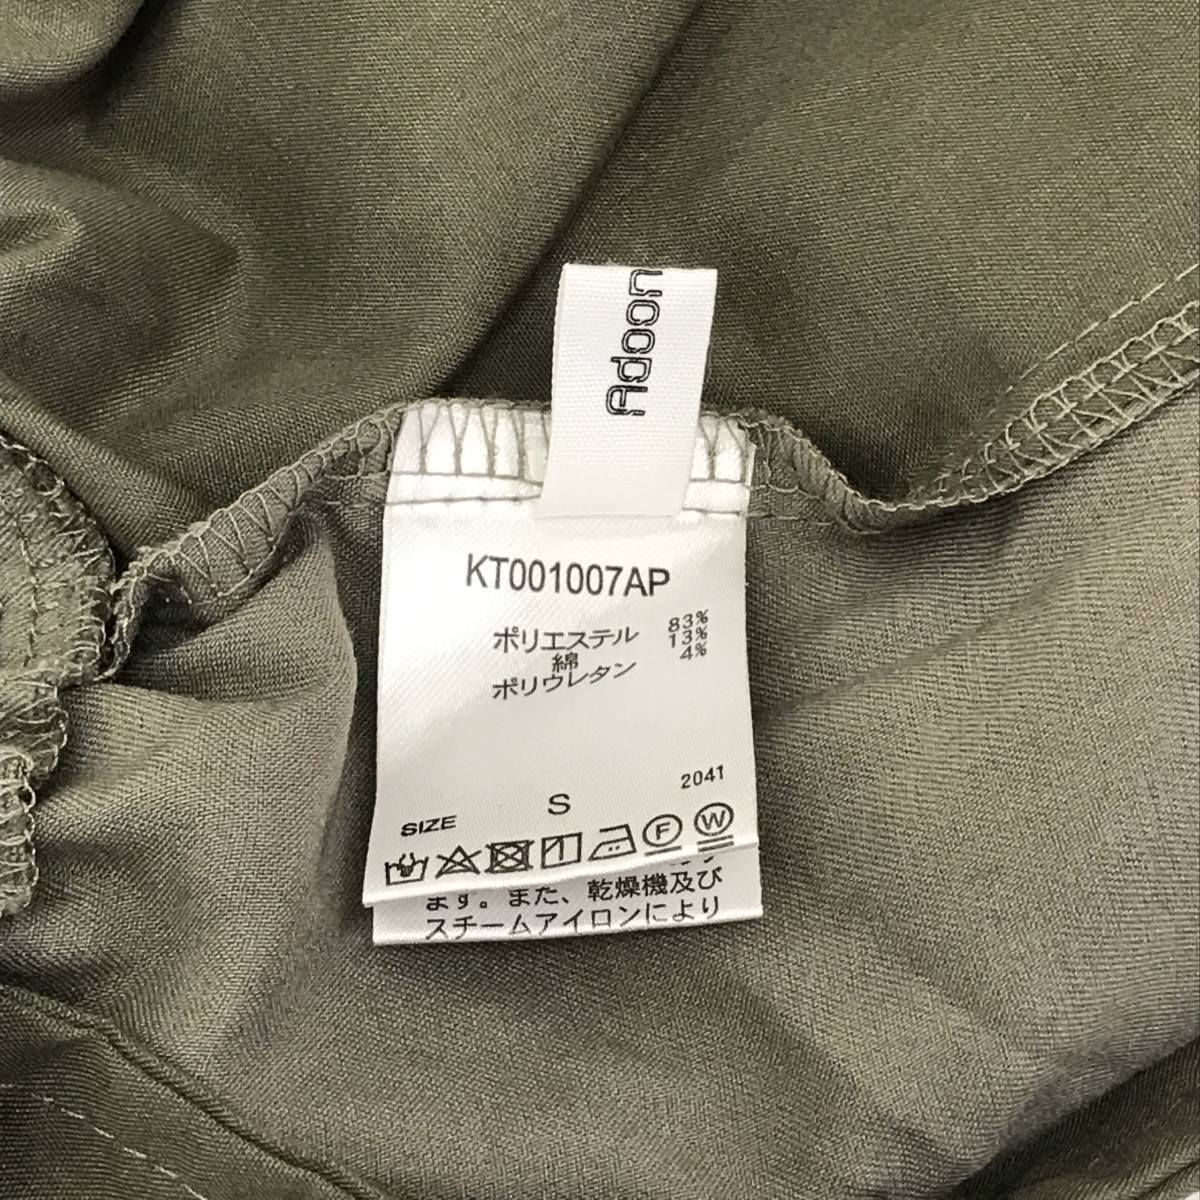 Adoon
KT001007AP
ポリエステル 83%
綿 13%
ポリウレタン 4%
2041
SIZE S
F W
ます。また、乾燥機及び
スチームアイロンにより